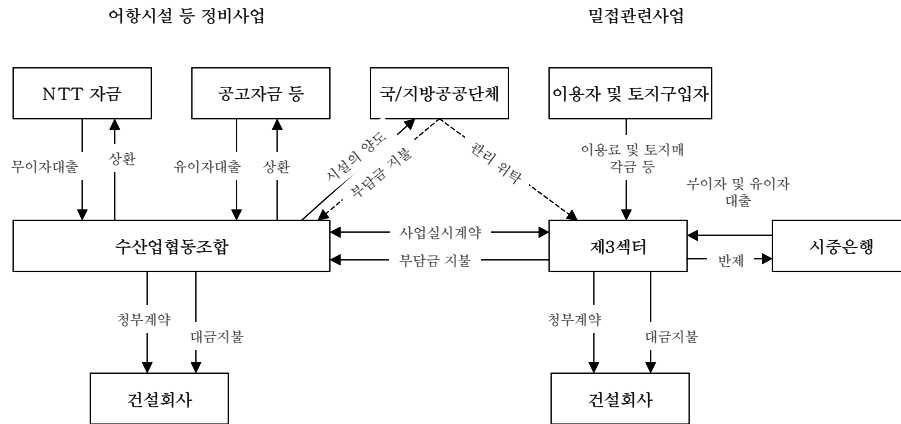 어항시설 등 정비사업
밀접관련사업
NTT 자금
공고자금 등
국/지방공공단체
이용자 및 토지구입자
무이자대출
상환
유이자대출
상환
시설의 양도
부담금 지불
관리 위탁
이용료 및 토지매
각금 등
무이자 및 유이자
대출
수산업협동조합
사업실시계약
부담금 지불
제3섹터
반제
시중은행
청부계약
대금지불
청부계약
대금지불
건설회사
건설회사